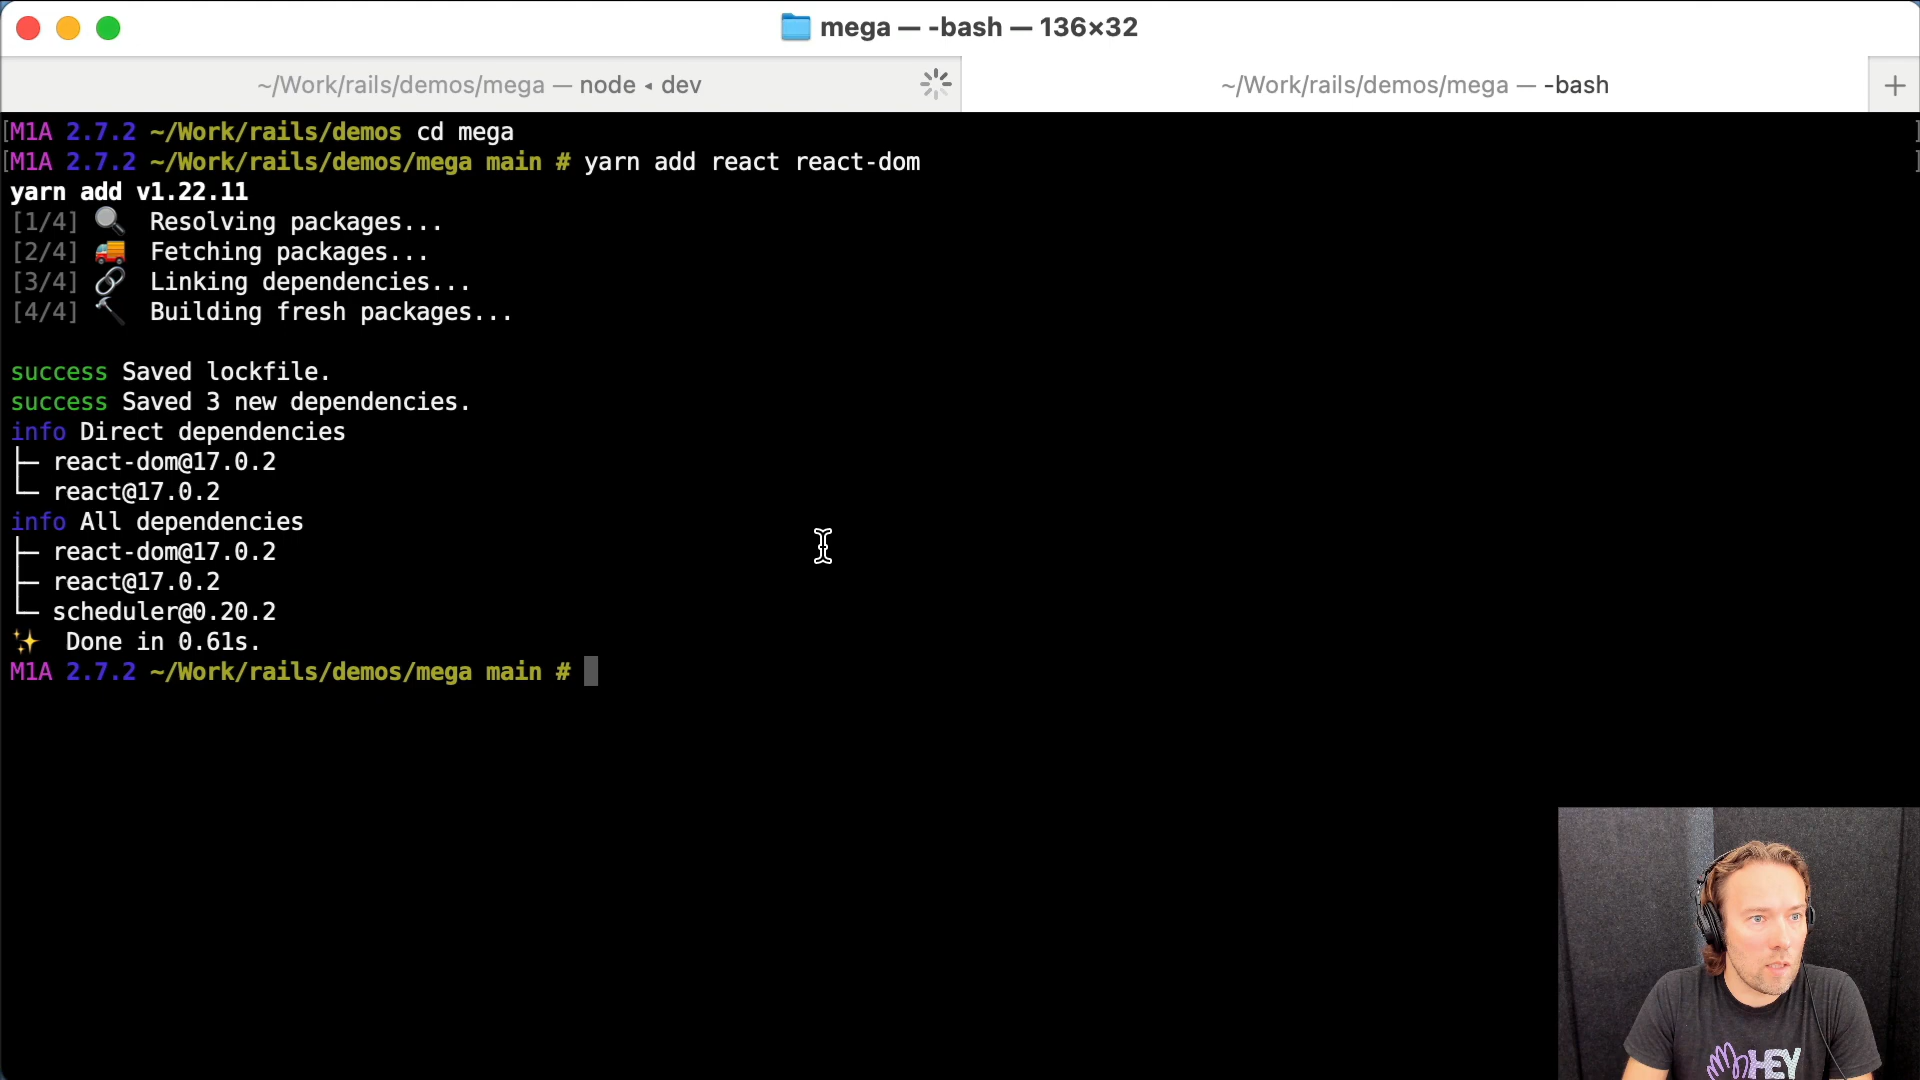 mega — -bash — 136×32
~/Work/rails/demos/mega — node ◂ dev
~/Work/rails/demos/mega — -bash
[M1A 2.7.2 ~/Work/rails/demos cd mega ]
[M1A 2.7.2 ~/Work/rails/demos/mega main # yarn add react react-dom ]
yarn add v1.22.11
[1/4] 🔍 Resolving packages...
[2/4] 🚚 Fetching packages...
[3/4] 🔗 Linking dependencies...
[4/4] 🔨 Building fresh packages...
success Saved lockfile.
success Saved 3 new dependencies.
info Direct dependencies
├─ react-dom@17.0.2
└─ react@17.0.2
info All dependencies
├─ react-dom@17.0.2
├─ react@17.0.2
└─ scheduler@0.20.2
✨ Done in 0.61s.
M1A 2.7.2 ~/Work/rails/demos/mega main #
HEY